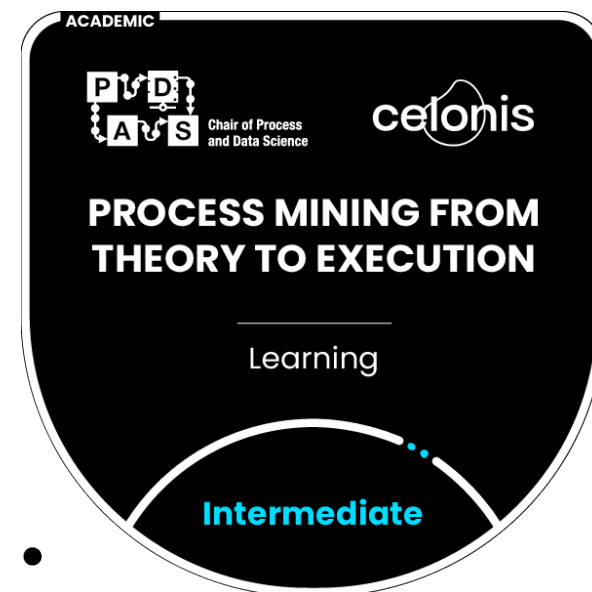 ACADEMIC
P D
A S
Chair of Process
and Data Science
celonis
PROCESS MINING FROM
THEORY TO EXECUTION
Learning
Intermediate